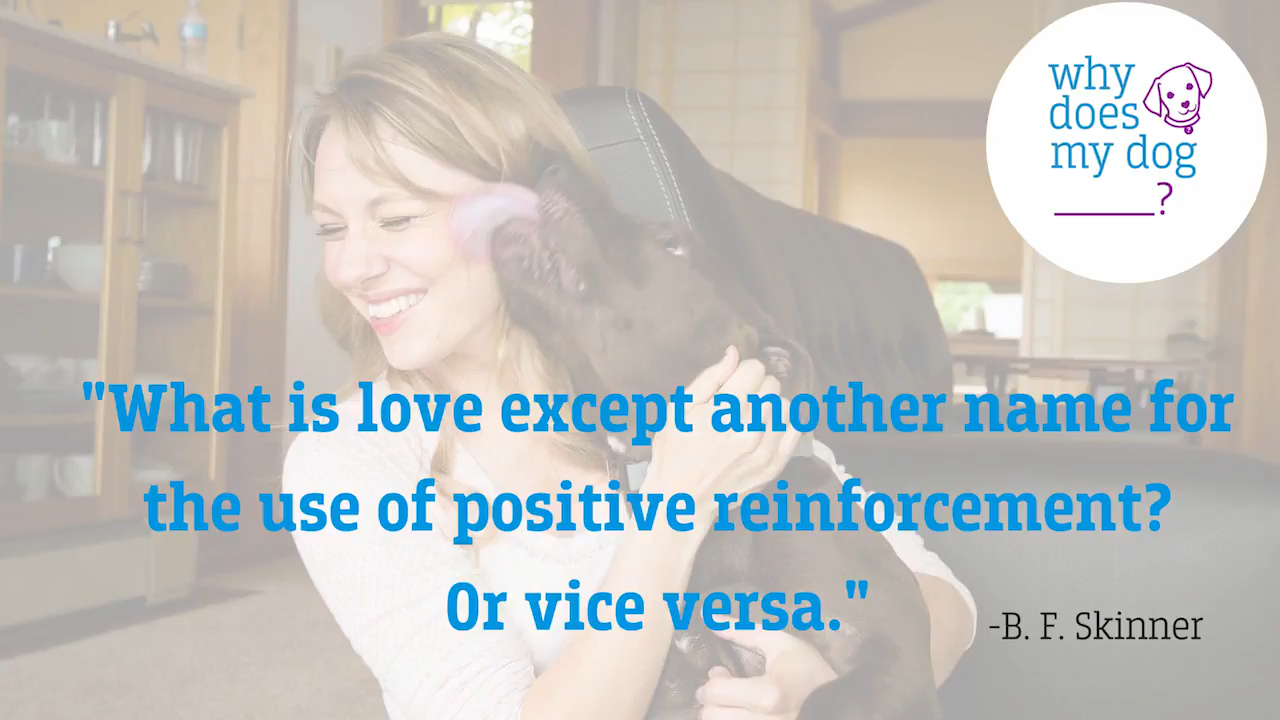 why
does
my dog
______?
"What is love except another name for
the use of positive reinforcement?
Or vice versa."
-B. F. Skinner